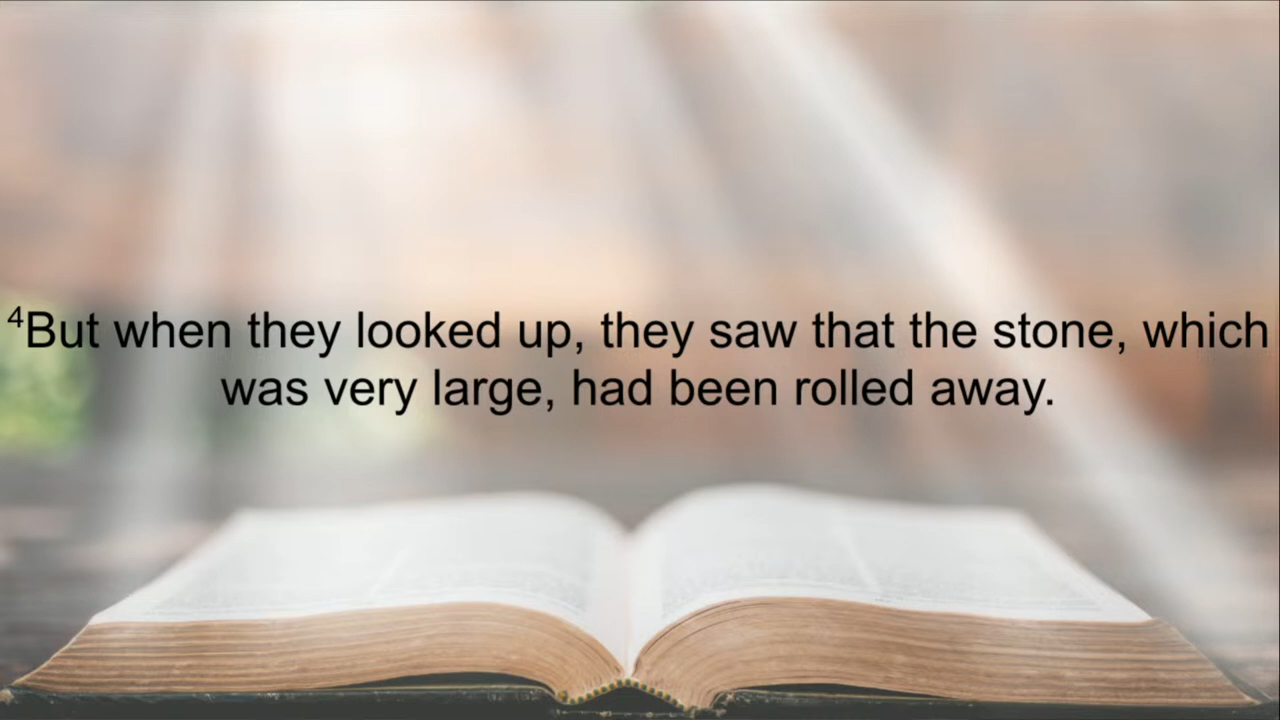 ⁴But when they looked up, they saw that the stone, which
was very large, had been rolled away.